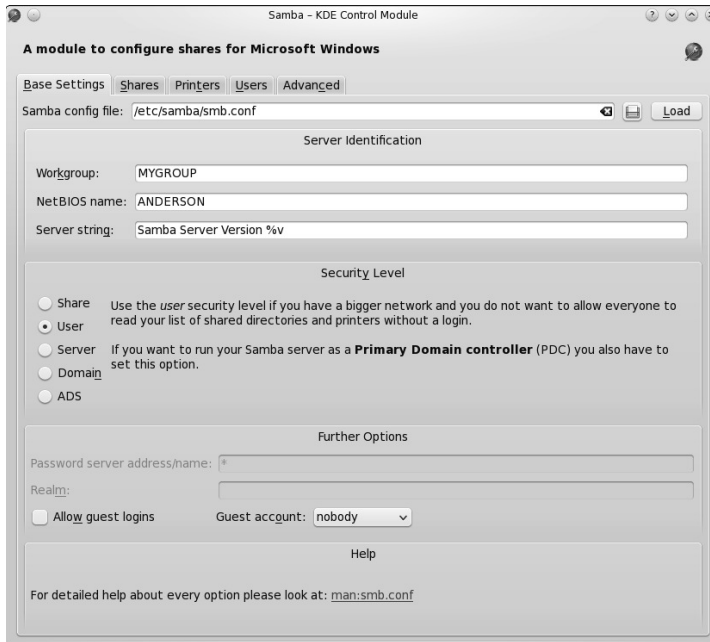 Samba – KDE Control Module
A module to configure shares for Microsoft Windows
Base Settings Shares Printers Users Advanced
Samba config file: /etc/samba/smb.conf Load
Server Identification
Workgroup: MYGROUP
NetBIOS name: ANDERSON
Server string: Samba Server Version %v
Security Level
Share
User
Server
Domain
ADS
Use the user security level if you have a bigger network and you do not want to allow everyone to
read your list of shared directories and printers without a login.
If you want to run your Samba server as a Primary Domain controller (PDC) you also have to
set this option.
Further Options
Password server address/name: *
Realm:
Allow guest logins Guest account: nobody
Help
For detailed help about every option please look at: man:smb.conf